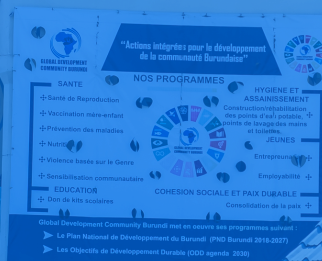 "Actions intégrées pour le développement
de la communauté Burundaise"
GLOBAL DEVELOPMENT
COMMUNITY BURUNDI
NOS PROGRAMMES
SANTE
Sante de Reproduction
Vaccination mère-enfant
Prévention des maladies
Violence basée sur le Genre
Sensibilisation communautaire
EDUCATION
Don de kits scolaires
HYGIENE ET
ASSAINISSEMENT
Construction/réhabilitation
des points d'eau potable,
points de lavage des mains
et toilettes.
JEUNES
Employabilité
COHESION SOCIALE ET PAIX DURABLE
Consolidation de la paix
Global Development Community Burundi met en oeuvre ses programmes suivant :
Le Plan National de Développement du Burundi (PND Burundi 2018-2027)
Les Objectifs de Développement Durable (ODD agenda 2030)